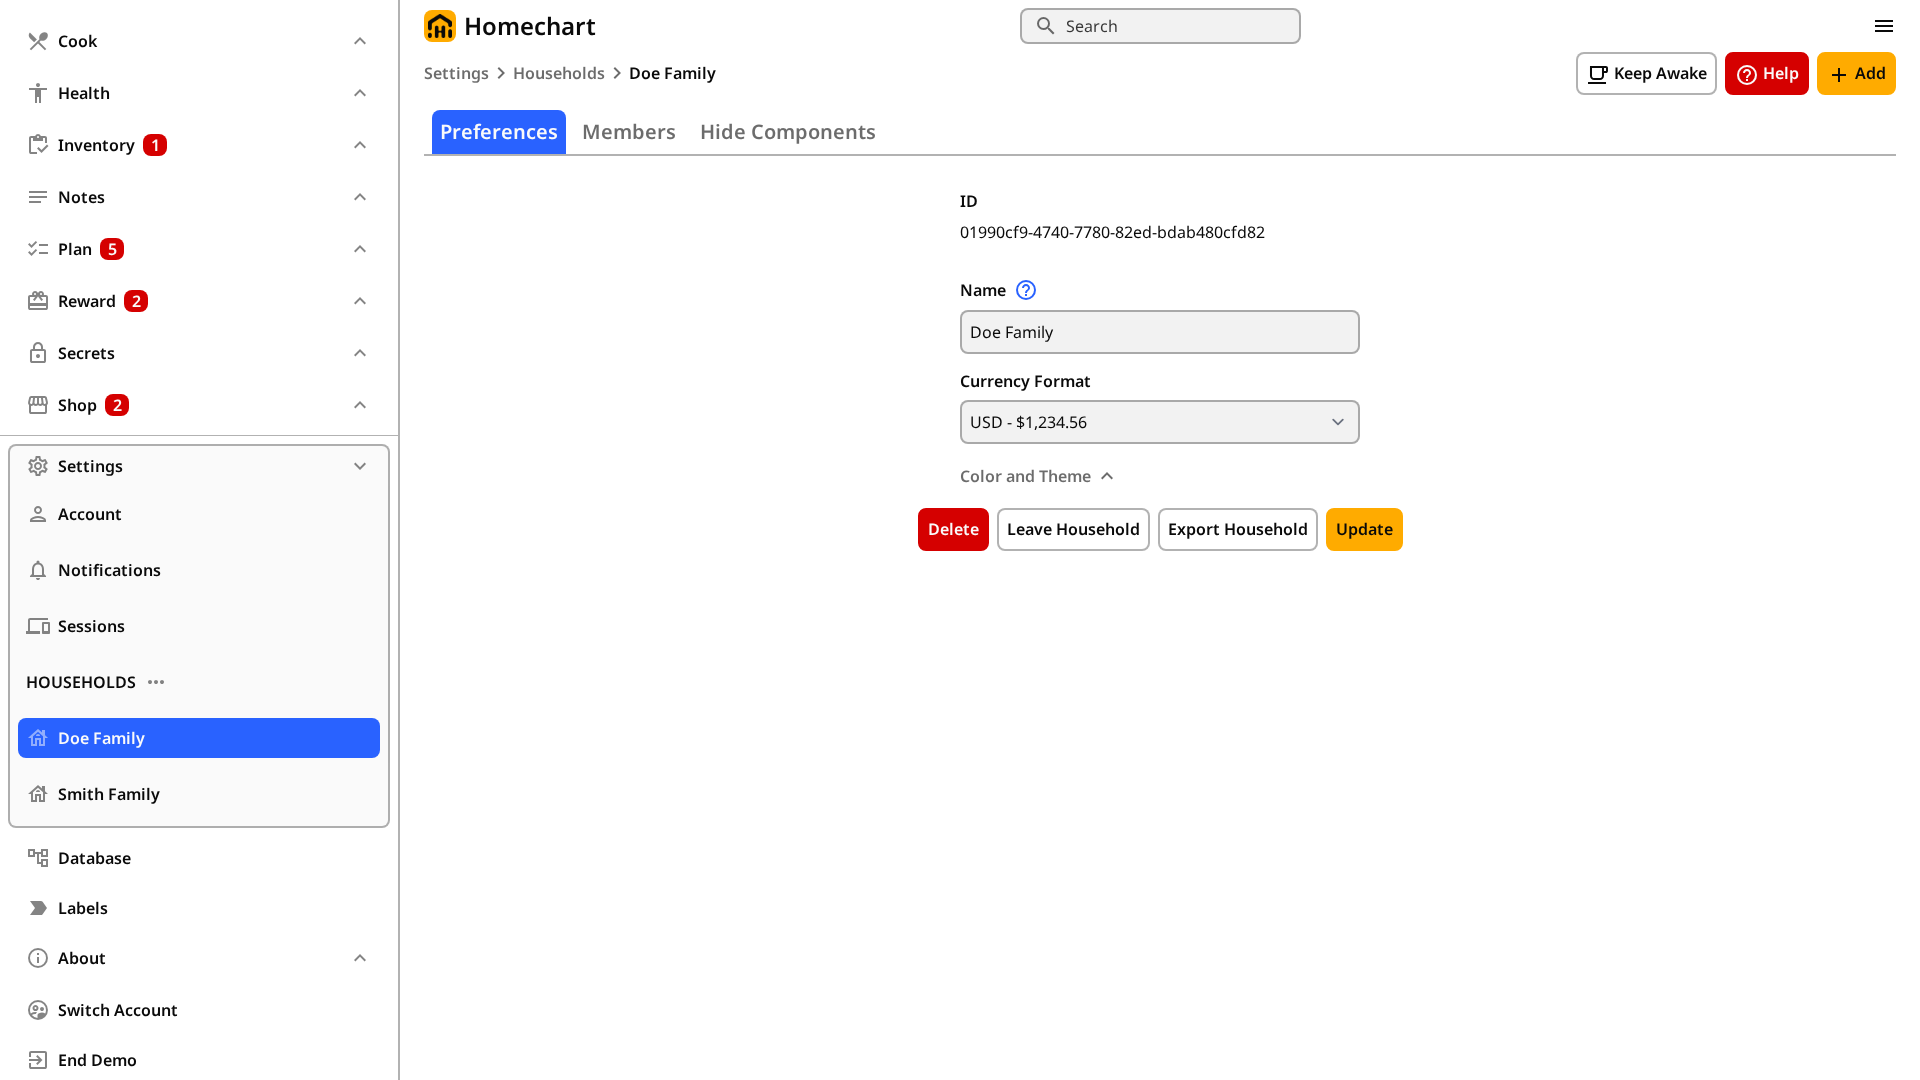 Cook
Health
Inventory 1
Notes
Plan 5
Reward 2
Secrets
Shop 2
Settings
Account
Notifications
Sessions
HOUSEHOLDS
Doe Family
Smith Family
Database
Labels
About
Switch Account
End Demo
Homechart
Search
Settings Households Doe Family
Keep Awake Help Add
Preferences Members Hide Components
ID
01990cf9-4740-7780-82ed-bdab480cfd82
Name
Doe Family
Currency Format
USD - $1,234.56
Color and Theme
Delete Leave Household Export Household Update